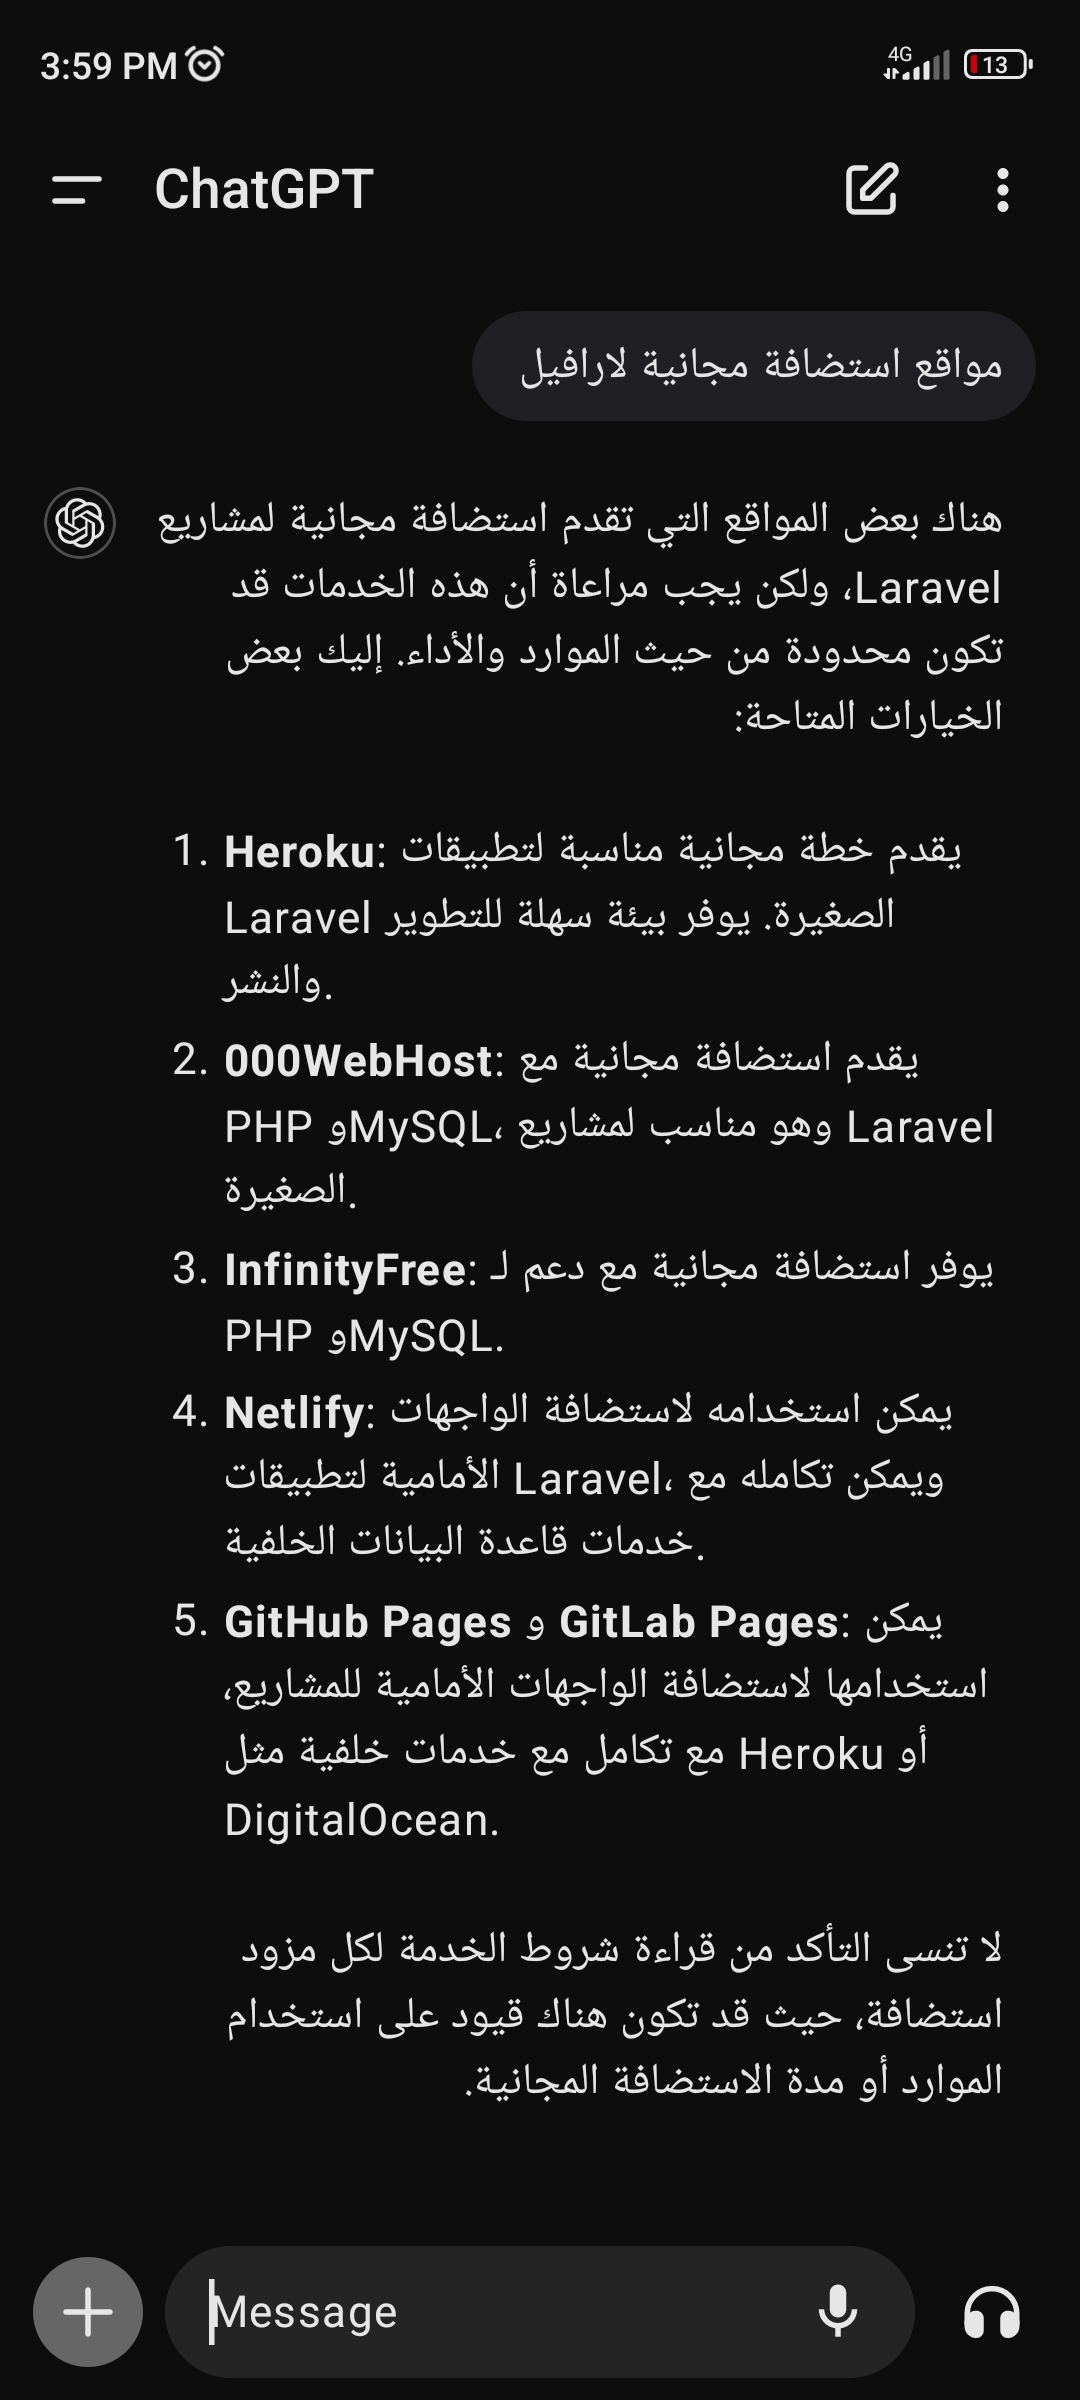 3:59 PM
4G
13
ChatGPT
مواقع استضافة مجانية لارافيل
هناك بعض المواقع التي تقدم استضافة مجانية لمشاريع
Laravel، ولكن يجب مراعاة أن هذه الخدمات قد
تكون محدودة من حيث الموارد والأداء. إليك بعض
الخيارات المتاحة:
1. Heroku: يقدم خطة مجانية مناسبة لتطبيقات
Laravel الصغيرة. يوفر بيئة سهلة للتطوير
والنشر.
2. 000WebHost: يقدم استضافة مجانية مع
PHP وMySQL، وهو مناسب لمشاريع Laravel
الصغيرة.
3. InfinityFree: يوفر استضافة مجانية مع دعم لـ
PHP وMySQL.
4. Netlify: يمكن استخدامه لاستضافة الواجهات
الأمامية لتطبيقات Laravel، ويمكن تكامله مع
خدمات قاعدة البيانات الخلفية.
5. GitHub Pages و GitLab Pages: يمكن
استخدامها لاستضافة الواجهات الأمامية للمشاريع،
مع تكامل مع خدمات خلفية مثل Heroku أو
DigitalOcean.
لا تنسى التأكد من قراءة شروط الخدمة لكل مزود
استضافة، حيث قد تكون هناك قيود على استخدام
الموارد أو مدة الاستضافة المجانية.
Message